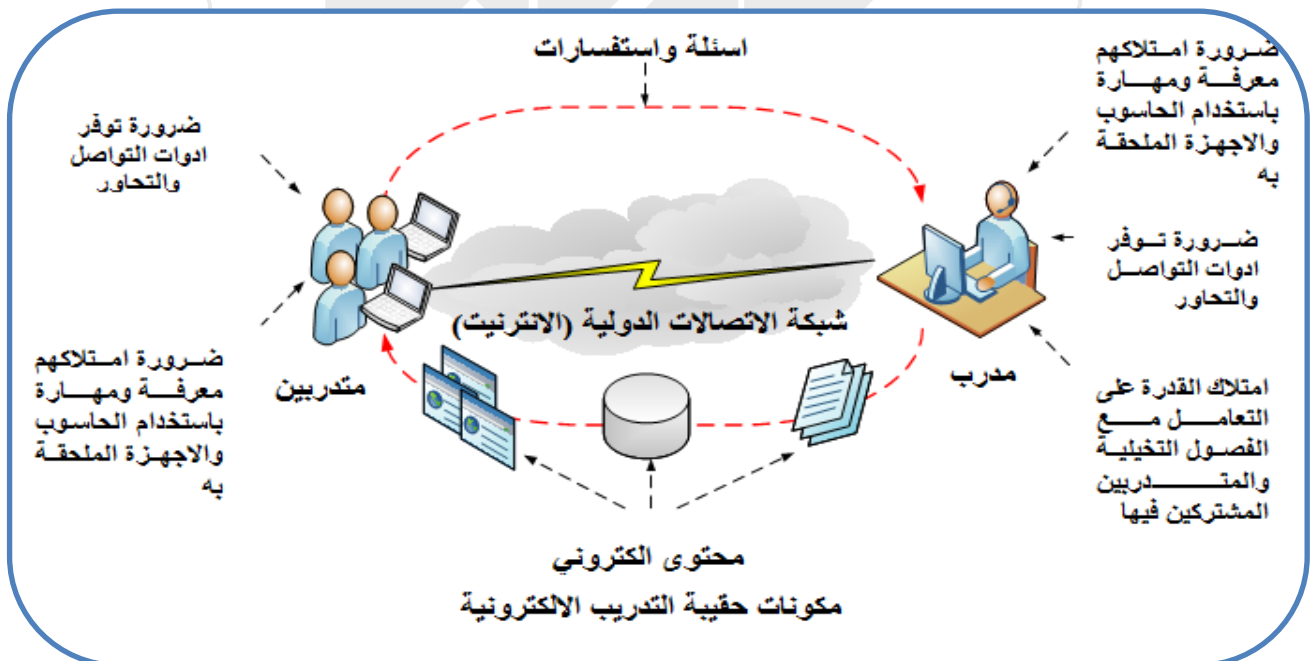 اسئلة واستفسارات
ضرورة امتلاكهم
معرفة ومهارة
باستخدام الحاسوب
والاجهزة الملحقة
به
ضرورة توفر
ادوات التواصل
والتحاور
ضرورة توفر
ادوات التواصل
والتحاور
شبكة الاتصالات الدولية (الانترنيت)
مدرب
متدربين
ضرورة امتلاكهم
معرفة ومهارة
باستخدام الحاسوب
والاجهزة الملحقة
به
امتلاك القدرة على
التعامل مع
الفصول التخيلية
والمتدربين
المشتركين فيها
محتوى الكتروني
مكونات حقيبة التدريب الالكترونية